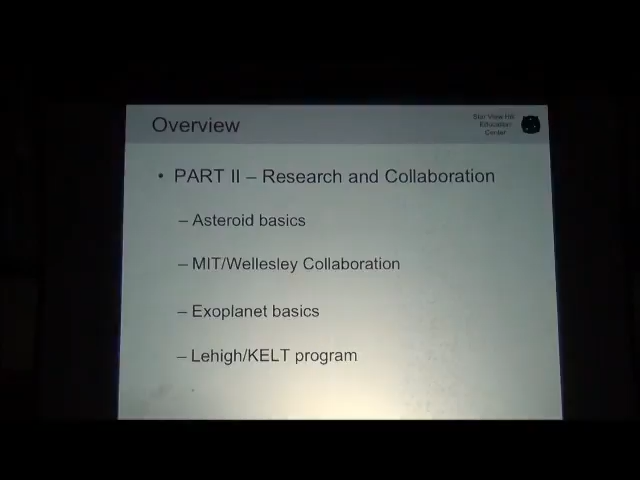 Overview
Star View Hill
Education
Center
• PART II – Research and Collaboration
– Asteroid basics
– MIT/Wellesley Collaboration
– Exoplanet basics
– Lehigh/KELT program